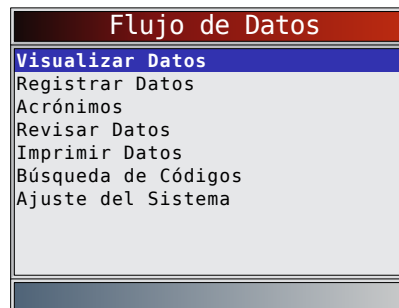 Flujo de Datos
Visualizar Datos
Registrar Datos
Acrónimos
Revisar Datos
Imprimir Datos
Búsqueda de Códigos
Ajuste del Sistema